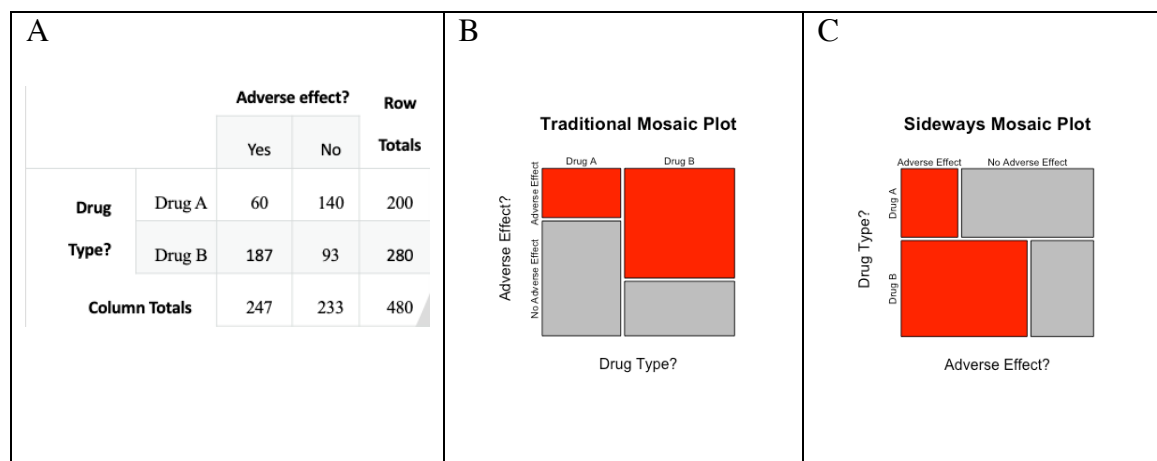 A
Adverse effect? Row
Yes No Totals
Drug Drug A 60 140 200
Type? Drug B 187 93 280
Column Totals 247 233 480
B
Traditional Mosaic Plot
Drug A Drug B
Adverse Effect
No Adverse Effect
Adverse Effect?
Drug Type?
C
Sideways Mosaic Plot
Adverse Effect No Adverse Effect
Drug A
Drug B
Drug Type?
Adverse Effect?